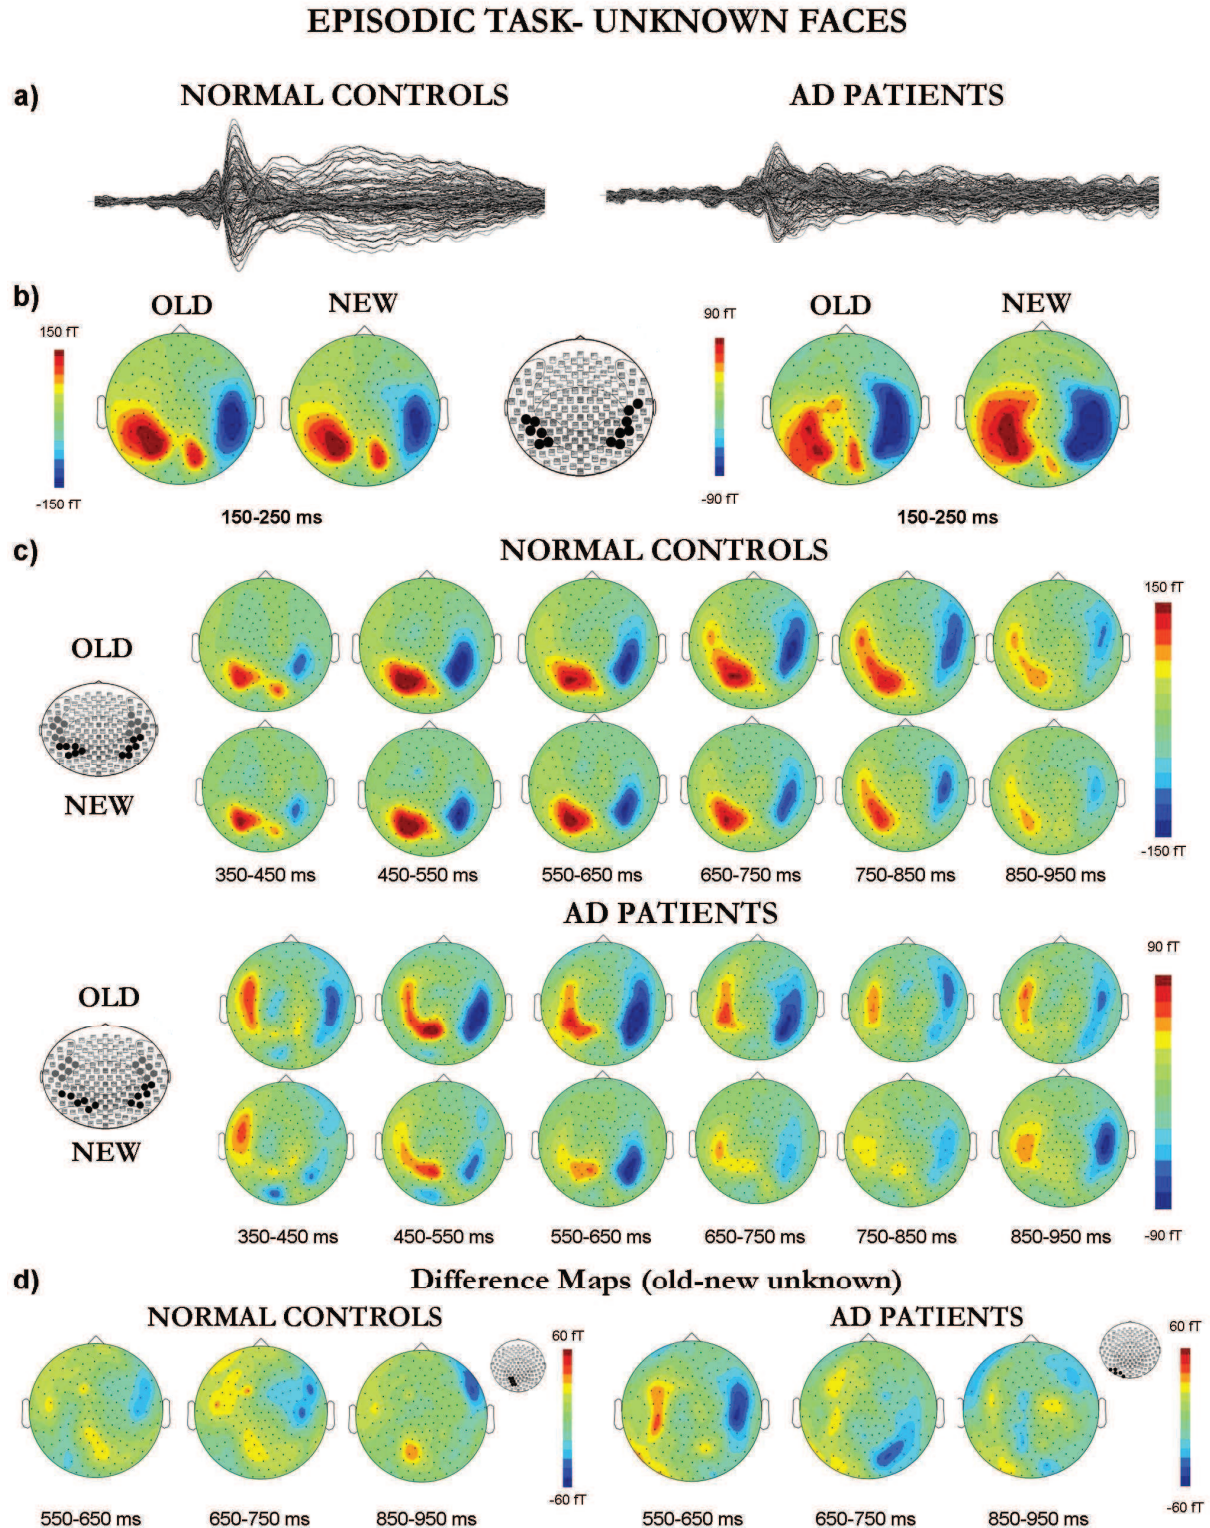 EPISODIC TASK- UNKNOWN FACES
a)
NORMAL CONTROLS
AD PATIENTS
b)
OLD
NEW
OLD
NEW
150 fT
-150 fT
90 fT
-90 fT
150-250 ms
150-250 ms
c)
NORMAL CONTROLS
OLD
NEW
150 fT
-150 fT
350-450 ms
450-550 ms
550-650 ms
650-750 ms
750-850 ms
850-950 ms
AD PATIENTS
OLD
NEW
90 fT
-90 fT
350-450 ms
450-550 ms
550-650 ms
650-750 ms
750-850 ms
850-950 ms
d)
Difference Maps (old-new unknown)
NORMAL CONTROLS
AD PATIENTS
60 fT
-60 fT
60 fT
-60 fT
550-650 ms
650-750 ms
850-950 ms
550-650 ms
650-750 ms
850-950 ms